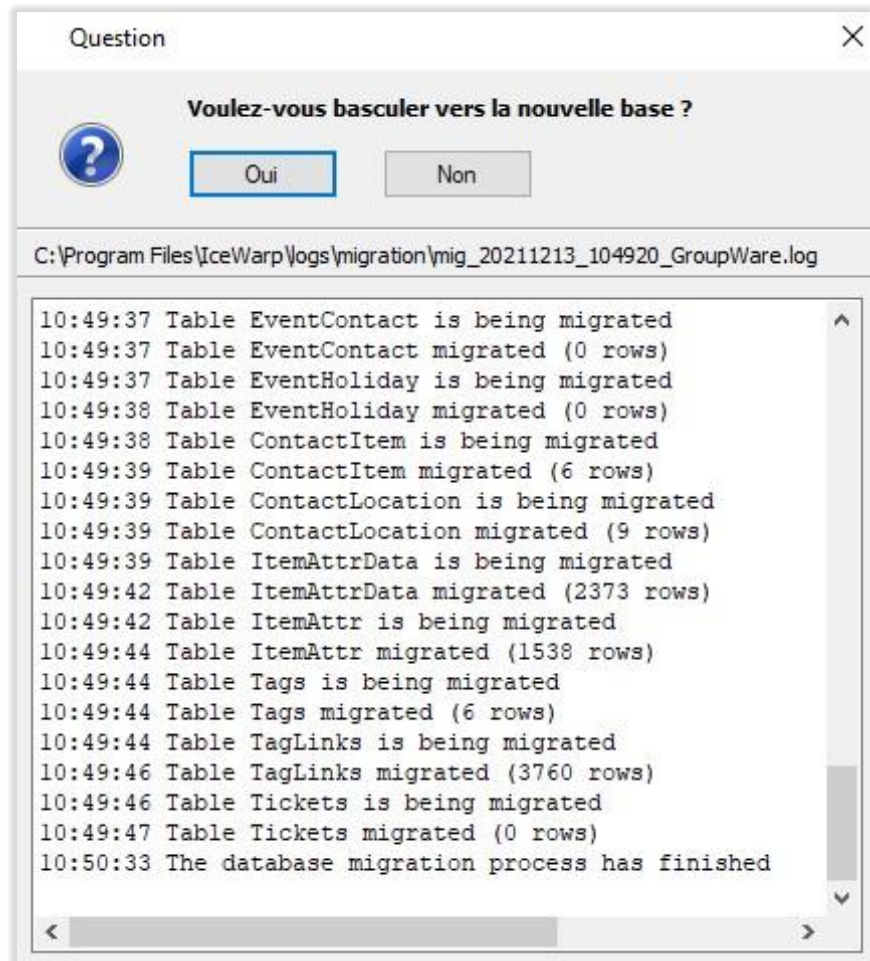 Question
Voulez-vous basculer vers la nouvelle base ?
Oui Non
C:\Program Files\IceWarp\logs\migration\mig_20211213_104920_GroupWare.log
10:49:37 Table EventContact is being migrated
10:49:37 Table EventContact migrated (0 rows)
10:49:37 Table EventHoliday is being migrated
10:49:38 Table EventHoliday migrated (0 rows)
10:49:38 Table ContactItem is being migrated
10:49:39 Table ContactItem migrated (6 rows)
10:49:39 Table ContactLocation is being migrated
10:49:39 Table ContactLocation migrated (9 rows)
10:49:39 Table ItemAttrData is being migrated
10:49:42 Table ItemAttrData migrated (2373 rows)
10:49:42 Table ItemAttr is being migrated
10:49:44 Table ItemAttr migrated (1538 rows)
10:49:44 Table Tags is being migrated
10:49:44 Table Tags migrated (6 rows)
10:49:44 Table TagLinks is being migrated
10:49:46 Table TagLinks migrated (3760 rows)
10:49:46 Table Tickets is being migrated
10:49:47 Table Tickets migrated (0 rows)
10:50:33 The database migration process has finished